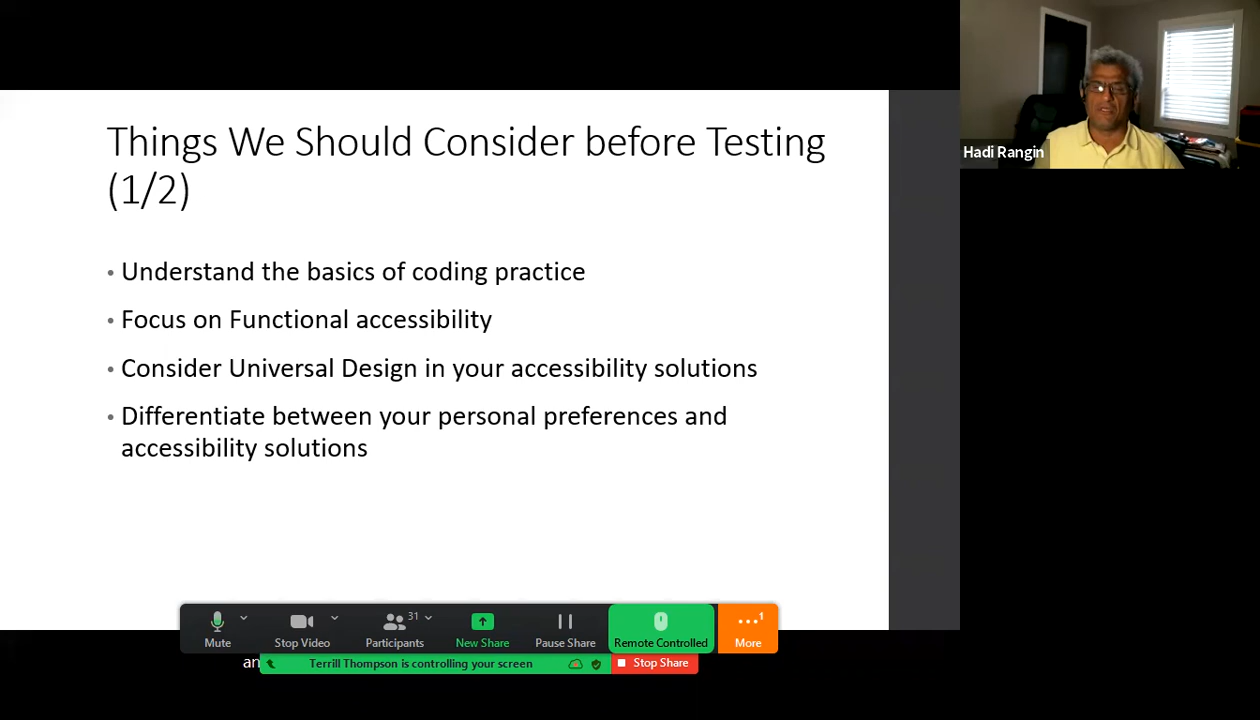 Things We Should Consider before Testing
(1/2)
• Understand the basics of coding practice
• Focus on Functional accessibility
• Consider Universal Design in your accessibility solutions
• Differentiate between your personal preferences and
accessibility solutions
Hadi Rangin
31
1
Mute
Stop Video
Participants
New Share
Pause Share
Remote Controlled
More
an
Terrill Thompson is controlling your screen
Stop Share